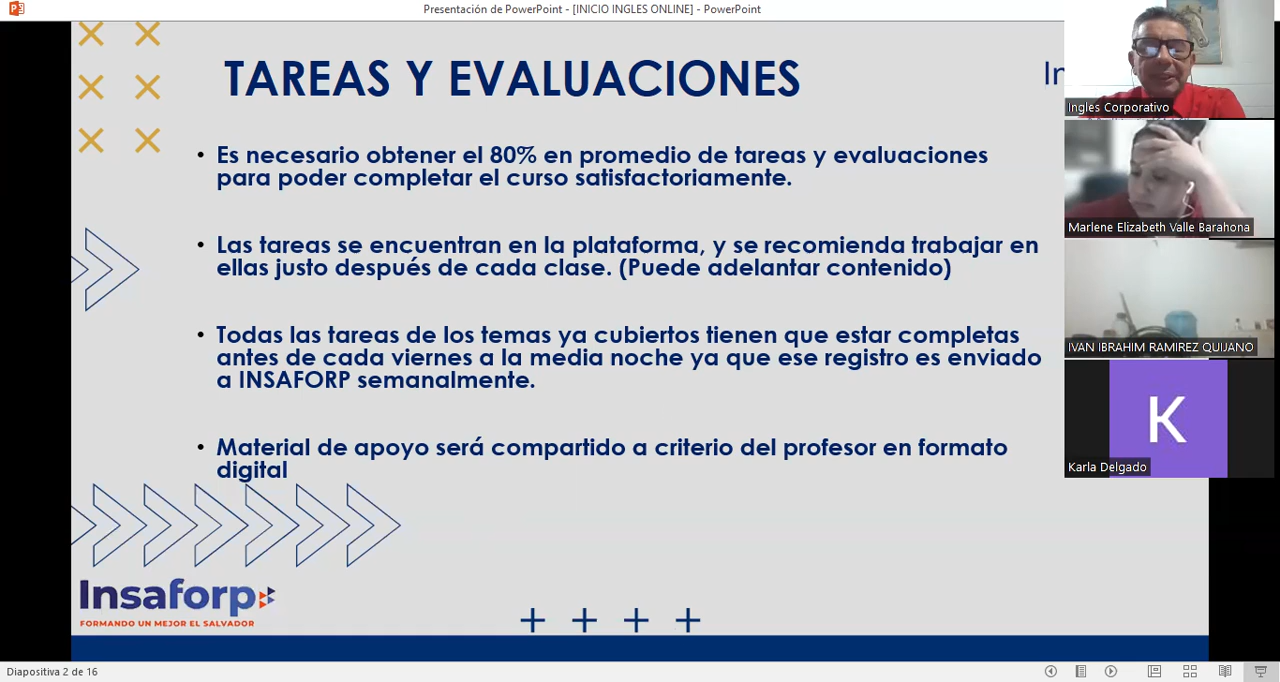 Presentación de PowerPoint - [INICIO INGLES ONLINE] - PowerPoint
TAREAS Y EVALUACIONES
In
• Es necesario obtener el 80% en promedio de tareas y evaluaciones
para poder completar el curso satisfactoriamente.
• Las tareas se encuentran en la plataforma, y se recomienda trabajar en
ellas justo después de cada clase. (Puede adelantar contenido)
• Todas las tareas de los temas ya cubiertos tienen que estar completas
antes de cada viernes a la media noche ya que ese registro es enviado
a INSAFORP semanalmente.
• Material de apoyo será compartido a criterio del profesor en formato
digital
Insaforp
FORMANDO UN MEJOR EL SALVADOR
Ingles Corporativo
Marlene Elizabeth Valle Barahona
IVAN IBRAHIM RAMIREZ QUIJANO
K
Karla Delgado
Diapositiva 2 de 16